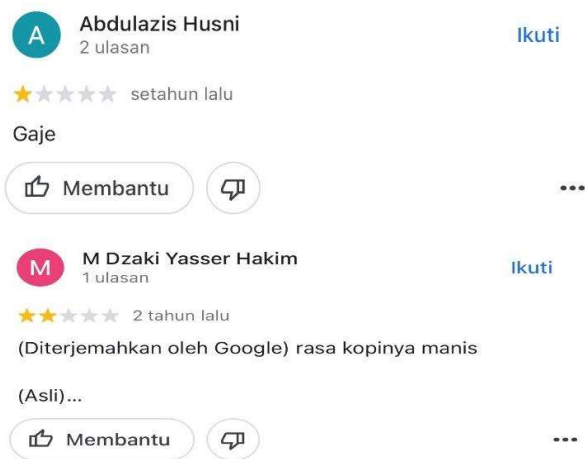 A
Abdulazis Husni
Ikuti
2 ulasan
setahun lalu
Gaje
Membantu
M
M Dzaki Yasser Hakim
Ikuti
1 ulasan
2 tahun lalu
(Diterjemahkan oleh Google) rasa kopinya manis
(Asli)...
Membantu